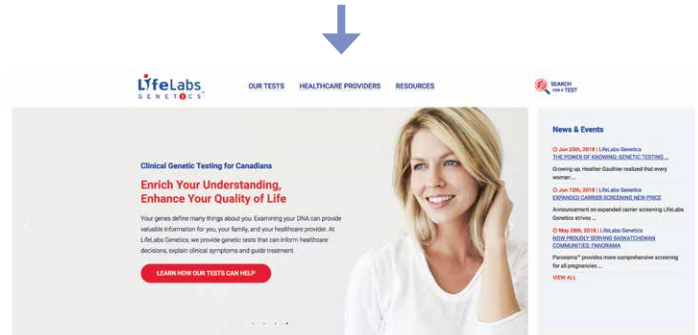 LifeLabs
GENETICS
OUR TESTS HEALTHCARE PROVIDERS RESOURCES
SEARCH
FOR A TEST
Clinical Genetic Testing for Canadians
Enrich Your Understanding,
Enhance Your Quality of Life
Your genes define many things about you. Examining your DNA can provide
valuable information for you, your family, and your healthcare provider. At
LifeLabs Genetics, we provide genetic tests that can inform healthcare
decisions, explain clinical symptoms and guide treatment.
LEARN HOW OUR TESTS CAN HELP
News & Events
Jun 25th, 2018 | LifeLabs Genetics
THE POWER OF KNOWING: GENETIC TESTING ...
Growing up, Heather Gauthier realized that every
woman ...
Jun 13th, 2018 | LifeLabs Genetics
EXPANDED CARRIER SCREENING NEW PRICE
Announcement on expanded carrier screening LifeLabs
Genetics strives ...
May 28th, 2018 | LifeLabs Genetics
NOW PROUDLY SERVING SASKATCHEWAN
COMMUNITIES: PANORAMA
Panorama™ provides more comprehensive screening
for all pregnancies ...
VIEW ALL